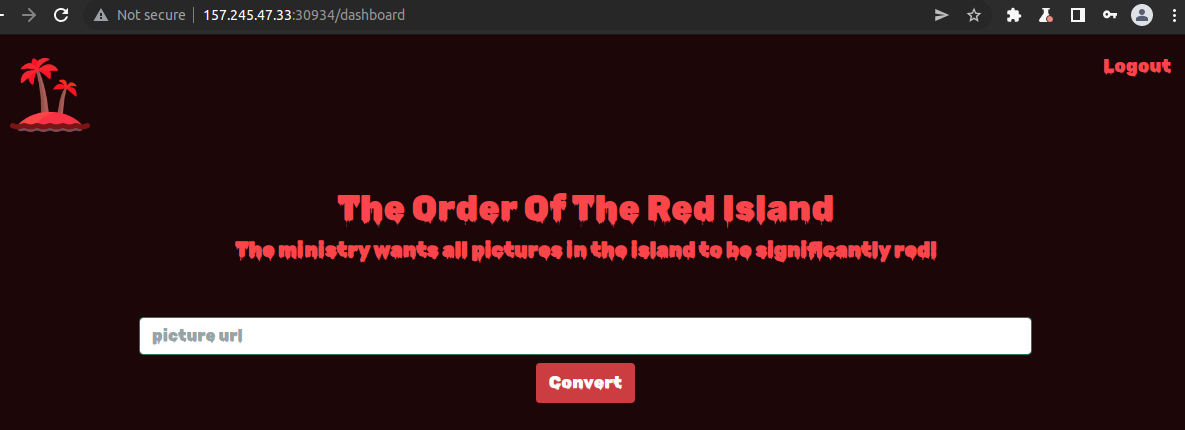 Not secure 157.245.47.33:30934/dashboard
Logout
The Order Of The Red Island
The ministry wants all pictures in the island to be significantly red!
picture url
Convert